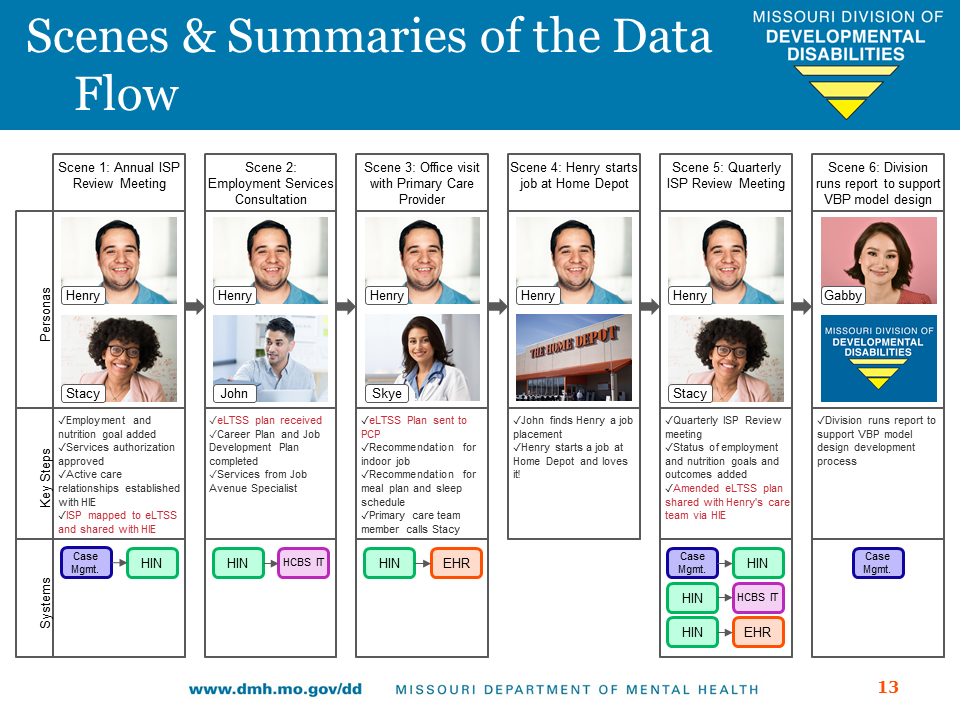 Scenes & Summaries of the Data
Flow
MISSOURI DIVISION OF
DEVELOPMENTAL
DISABILITIES
Scene 1: Annual ISP
Review Meeting
Scene 2:
Employment Services
Consultation
Scene 3: Office visit
with Primary Care
Provider
Scene 4: Henry starts
job at Home Depot
Scene 5: Quarterly
ISP Review Meeting
Scene 6: Division
runs report to support
VBP model design
Personas
Henry
Stacy
Henry
John
Henry
Skye
Henry
THE HOME DEPOT
Henry
Stacy
Gabby
MISSOURI DIVISION OF
DEVELOPMENTAL
DISABILITIES
Key Steps
✓Employment and
nutrition goal added
✓Services authorization
approved
✓Active care
relationships established
with HIE
✓ISP mapped to eLTSS
and shared with HIE
✓eLTSS plan received
✓Career Plan and Job
Development Plan
completed
✓Services from Job
Avenue Specialist
✓eLTSS Plan sent to
PCP
✓Recommendation for
indoor job
✓Recommendation for
meal plan and sleep
schedule
✓Primary care team
member calls Stacy
✓John finds Henry a job
placement
✓Henry starts a job at
Home Depot and loves
it!
✓Quarterly ISP Review
meeting
✓Status of employment
and nutrition goals and
outcomes added
✓Amended eLTSS plan
shared with Henry's care
team via HIE
✓Division runs report to
support VBP model
design development
process
Systems
Case
Mgmt.
HIN
HIN
HCBS IT
HIN
EHR
Case
Mgmt.
HIN
HIN
HCBS IT
HIN
EHR
Case
Mgmt.
www.dmh.mo.gov/dd
MISSOURI DEPARTMENT OF MENTAL HEALTH
13